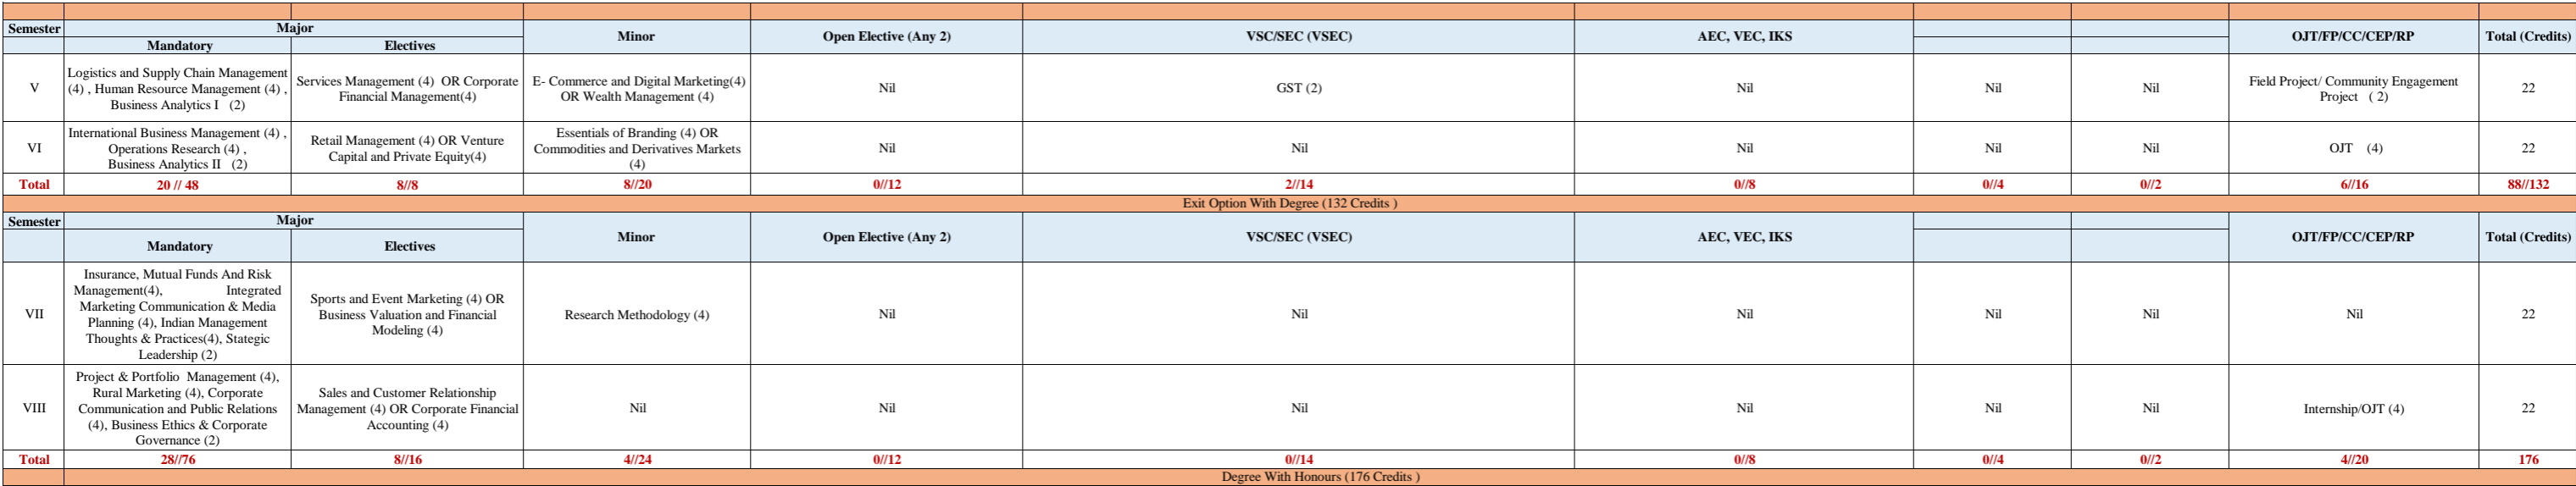 Semester Major Minor Open Elective (Any 2) VSC/SEC (VSEC) AEC, VEC, IKS OJT/FP/CC/CEP/RP Total (Credits)
Mandatory Electives
V
Logistics and Supply Chain Management
(4) , Human Resource Management (4) ,
Business Analytics I (2)
Services Management (4) OR Corporate
Financial Management(4)
E- Commerce and Digital Marketing(4)
OR Wealth Management (4)
Nil
GST (2)
Nil
Nil
Nil
Field Project/ Community Engagement
Project ( 2)
22
VI
International Business Management (4) ,
Operations Research (4) ,
Business Analytics II (2)
Retail Management (4) OR Venture
Capital and Private Equity(4)
Essentials of Branding (4) OR
Commodities and Derivatives Markets
(4)
Nil
Nil
Nil
Nil
Nil
OJT (4)
22
Total 20 // 48 8//8 8//20 0//12 2//14 0//8 0//4 0//2 6//16 88//132
Exit Option With Degree (132 Credits )
Semester Major Minor Open Elective (Any 2) VSC/SEC (VSEC) AEC, VEC, IKS OJT/FP/CC/CEP/RP Total (Credits)
Mandatory Electives
VII
Insurance, Mutual Funds And Risk
Management(4), Integrated
Marketing Communication & Media
Planning (4), Indian Management
Thoughts & Practices(4), Stategic
Leadership (2)
Sports and Event Marketing (4) OR
Business Valuation and Financial
Modeling (4)
Research Methodology (4)
Nil
Nil
Nil
Nil
Nil
Nil
22
VIII
Project & Portfolio Management (4),
Rural Marketing (4), Corporate
Communication and Public Relations
(4), Business Ethics & Corporate
Governance (2)
Sales and Customer Relationship
Management (4) OR Corporate Financial
Accounting (4)
Nil
Nil
Nil
Nil
Nil
Nil
Internship/OJT (4)
22
Total 28//76 8//16 4//24 0//12 0//14 0//8 0//4 0//2 4//20 176
Degree With Honours (176 Credits )